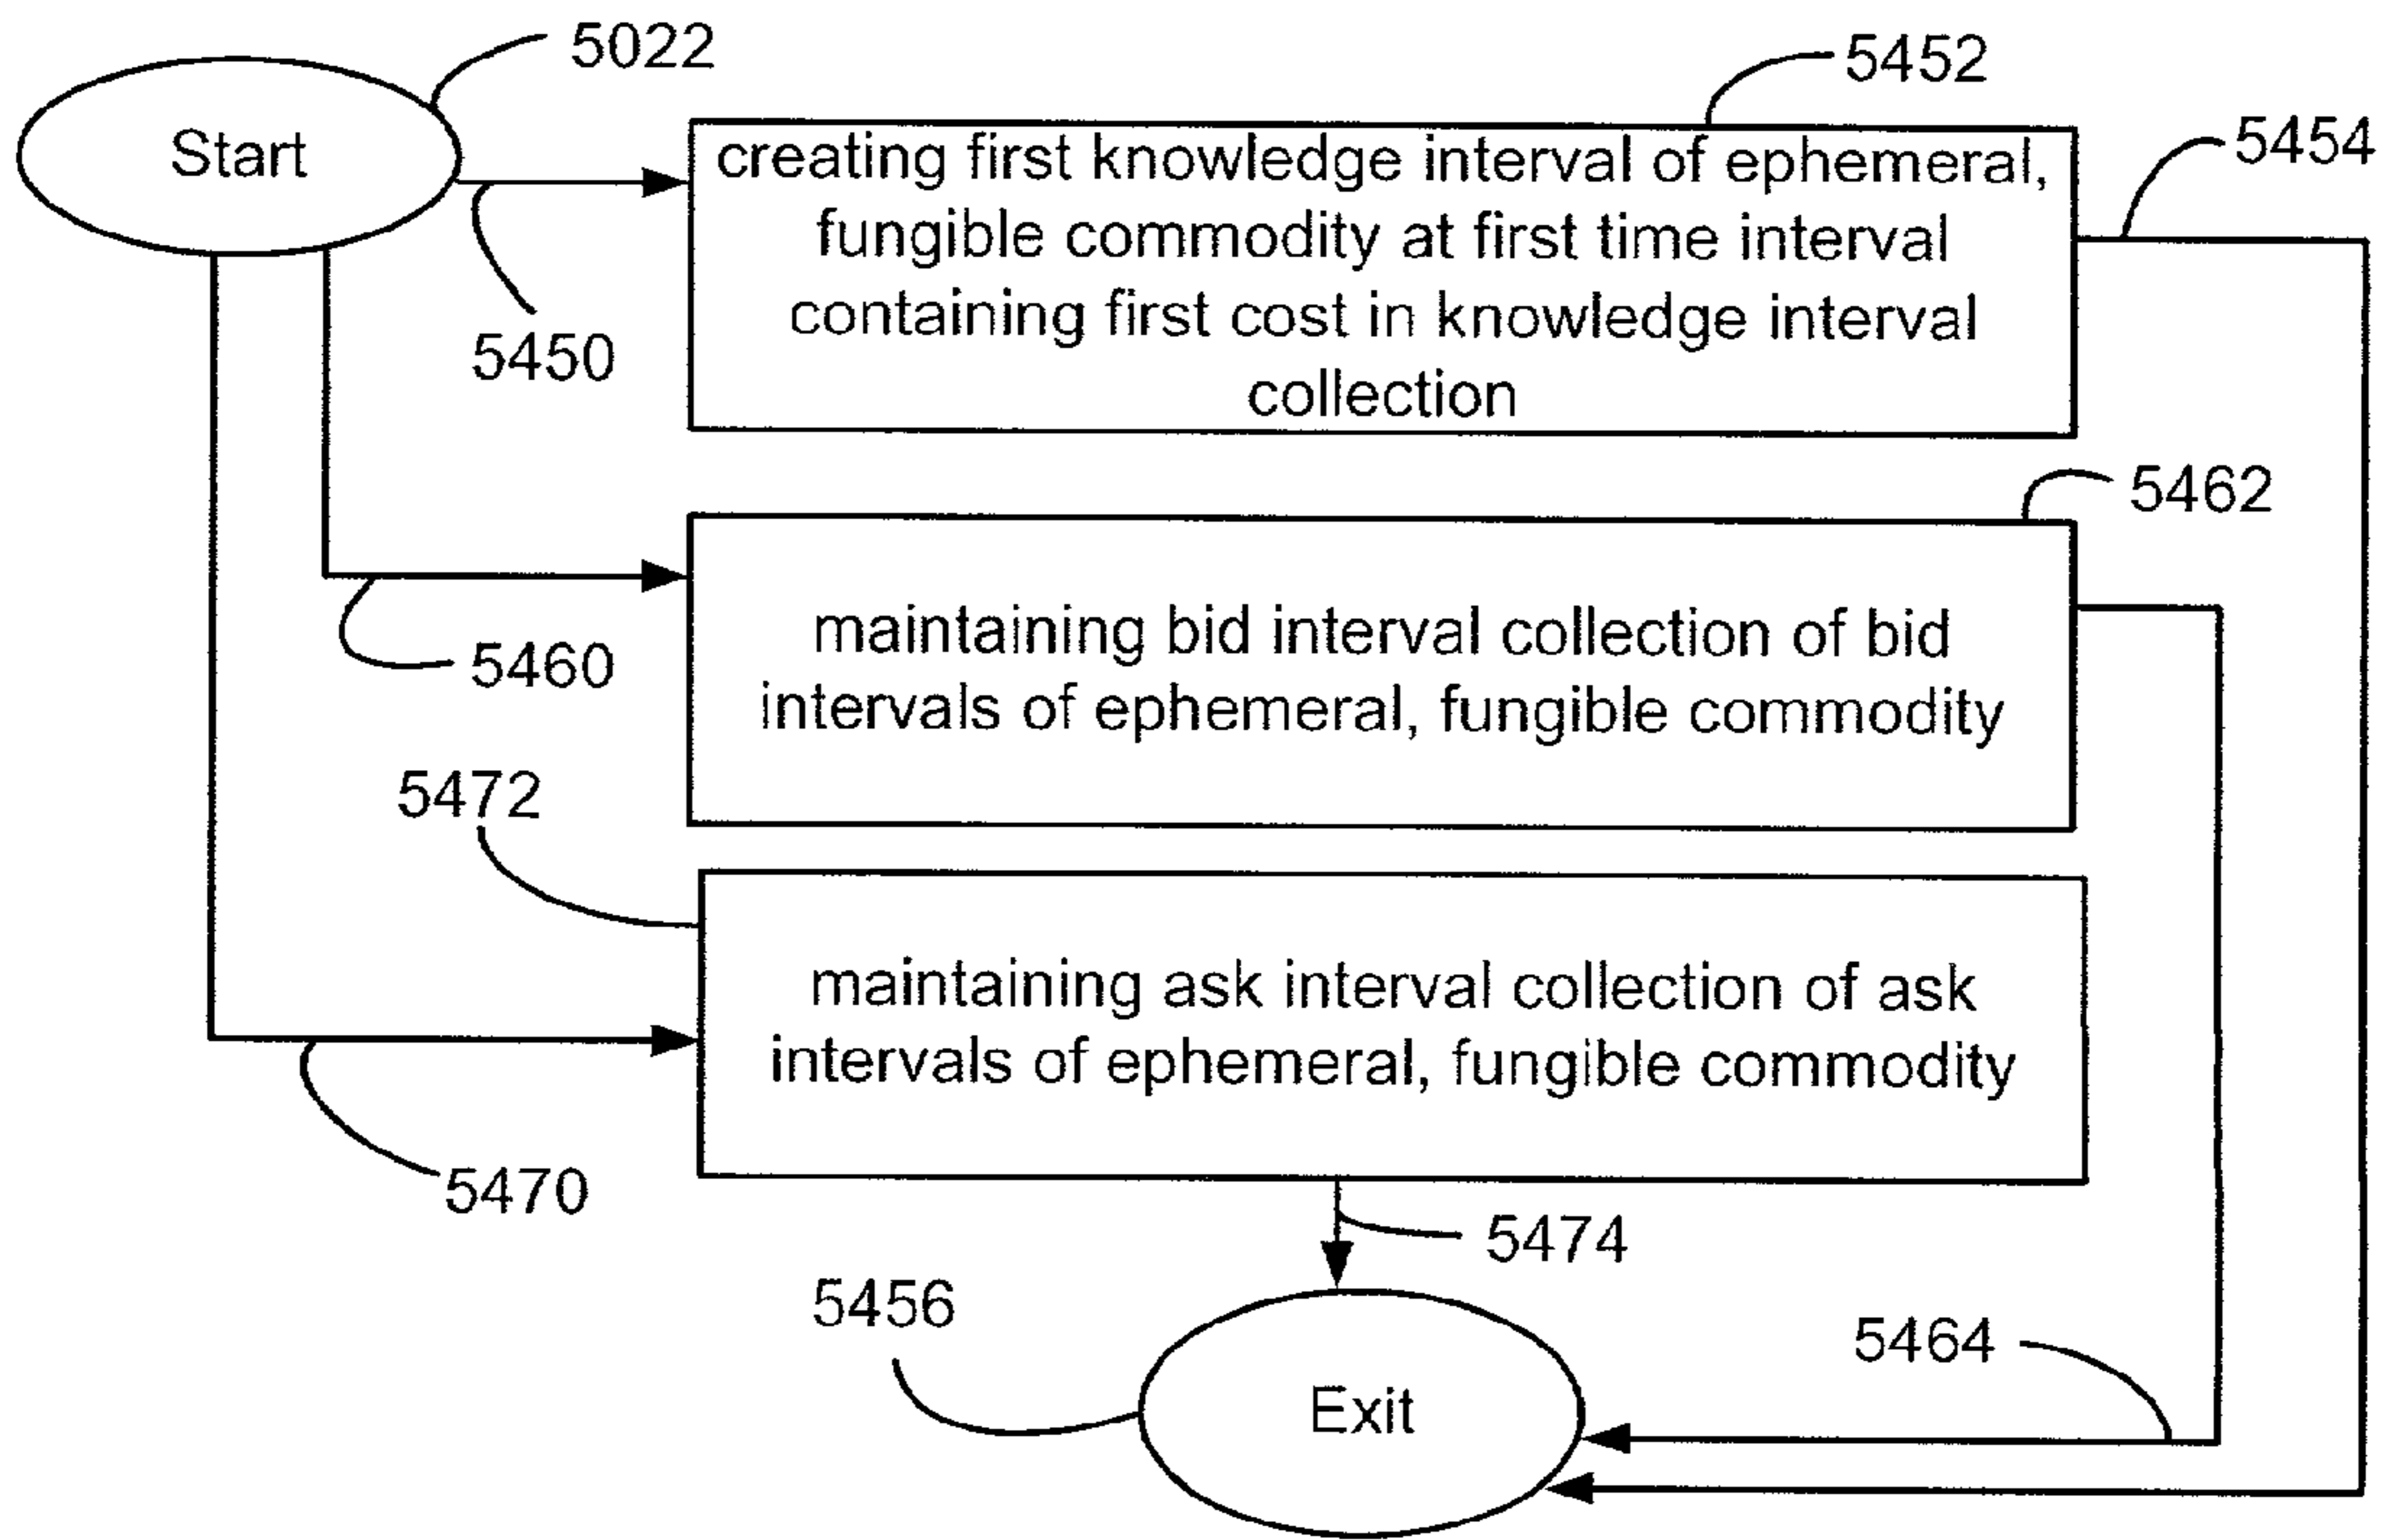 5022
5452
Start
5454
creating first knowledge interval of ephemeral,
fungible commodity at first time interval
containing first cost in knowledge interval
collection
5450
5462
maintaining bid interval collection of bid
intervals of ephemeral, fungible commodity
5460
5472
maintaining ask interval collection of ask
intervals of ephemeral, fungible commodity
5470
5474
5456
5464
Exit